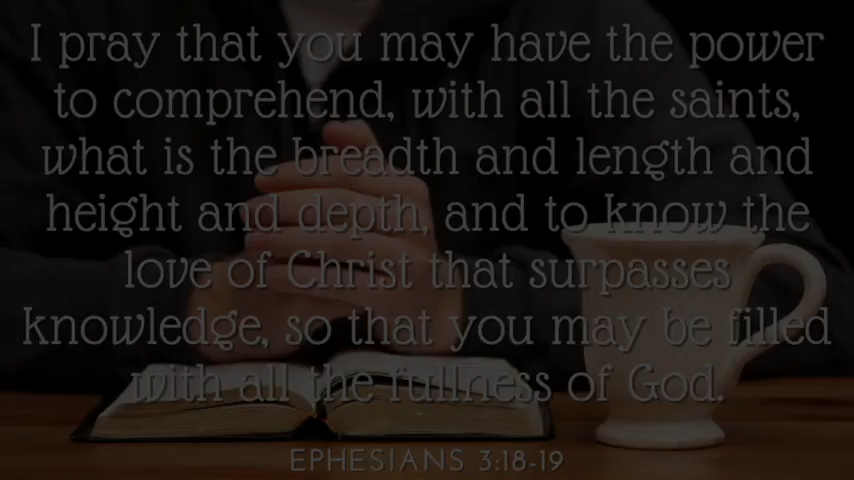 I pray that you may have the power
to comprehend, with all the saints,
what is the breadth and length and
height and depth, and to know the
love of Christ that surpasses
knowledge, so that you may be filled
with all the fullness of God.
EPHESIANS 3:18-19